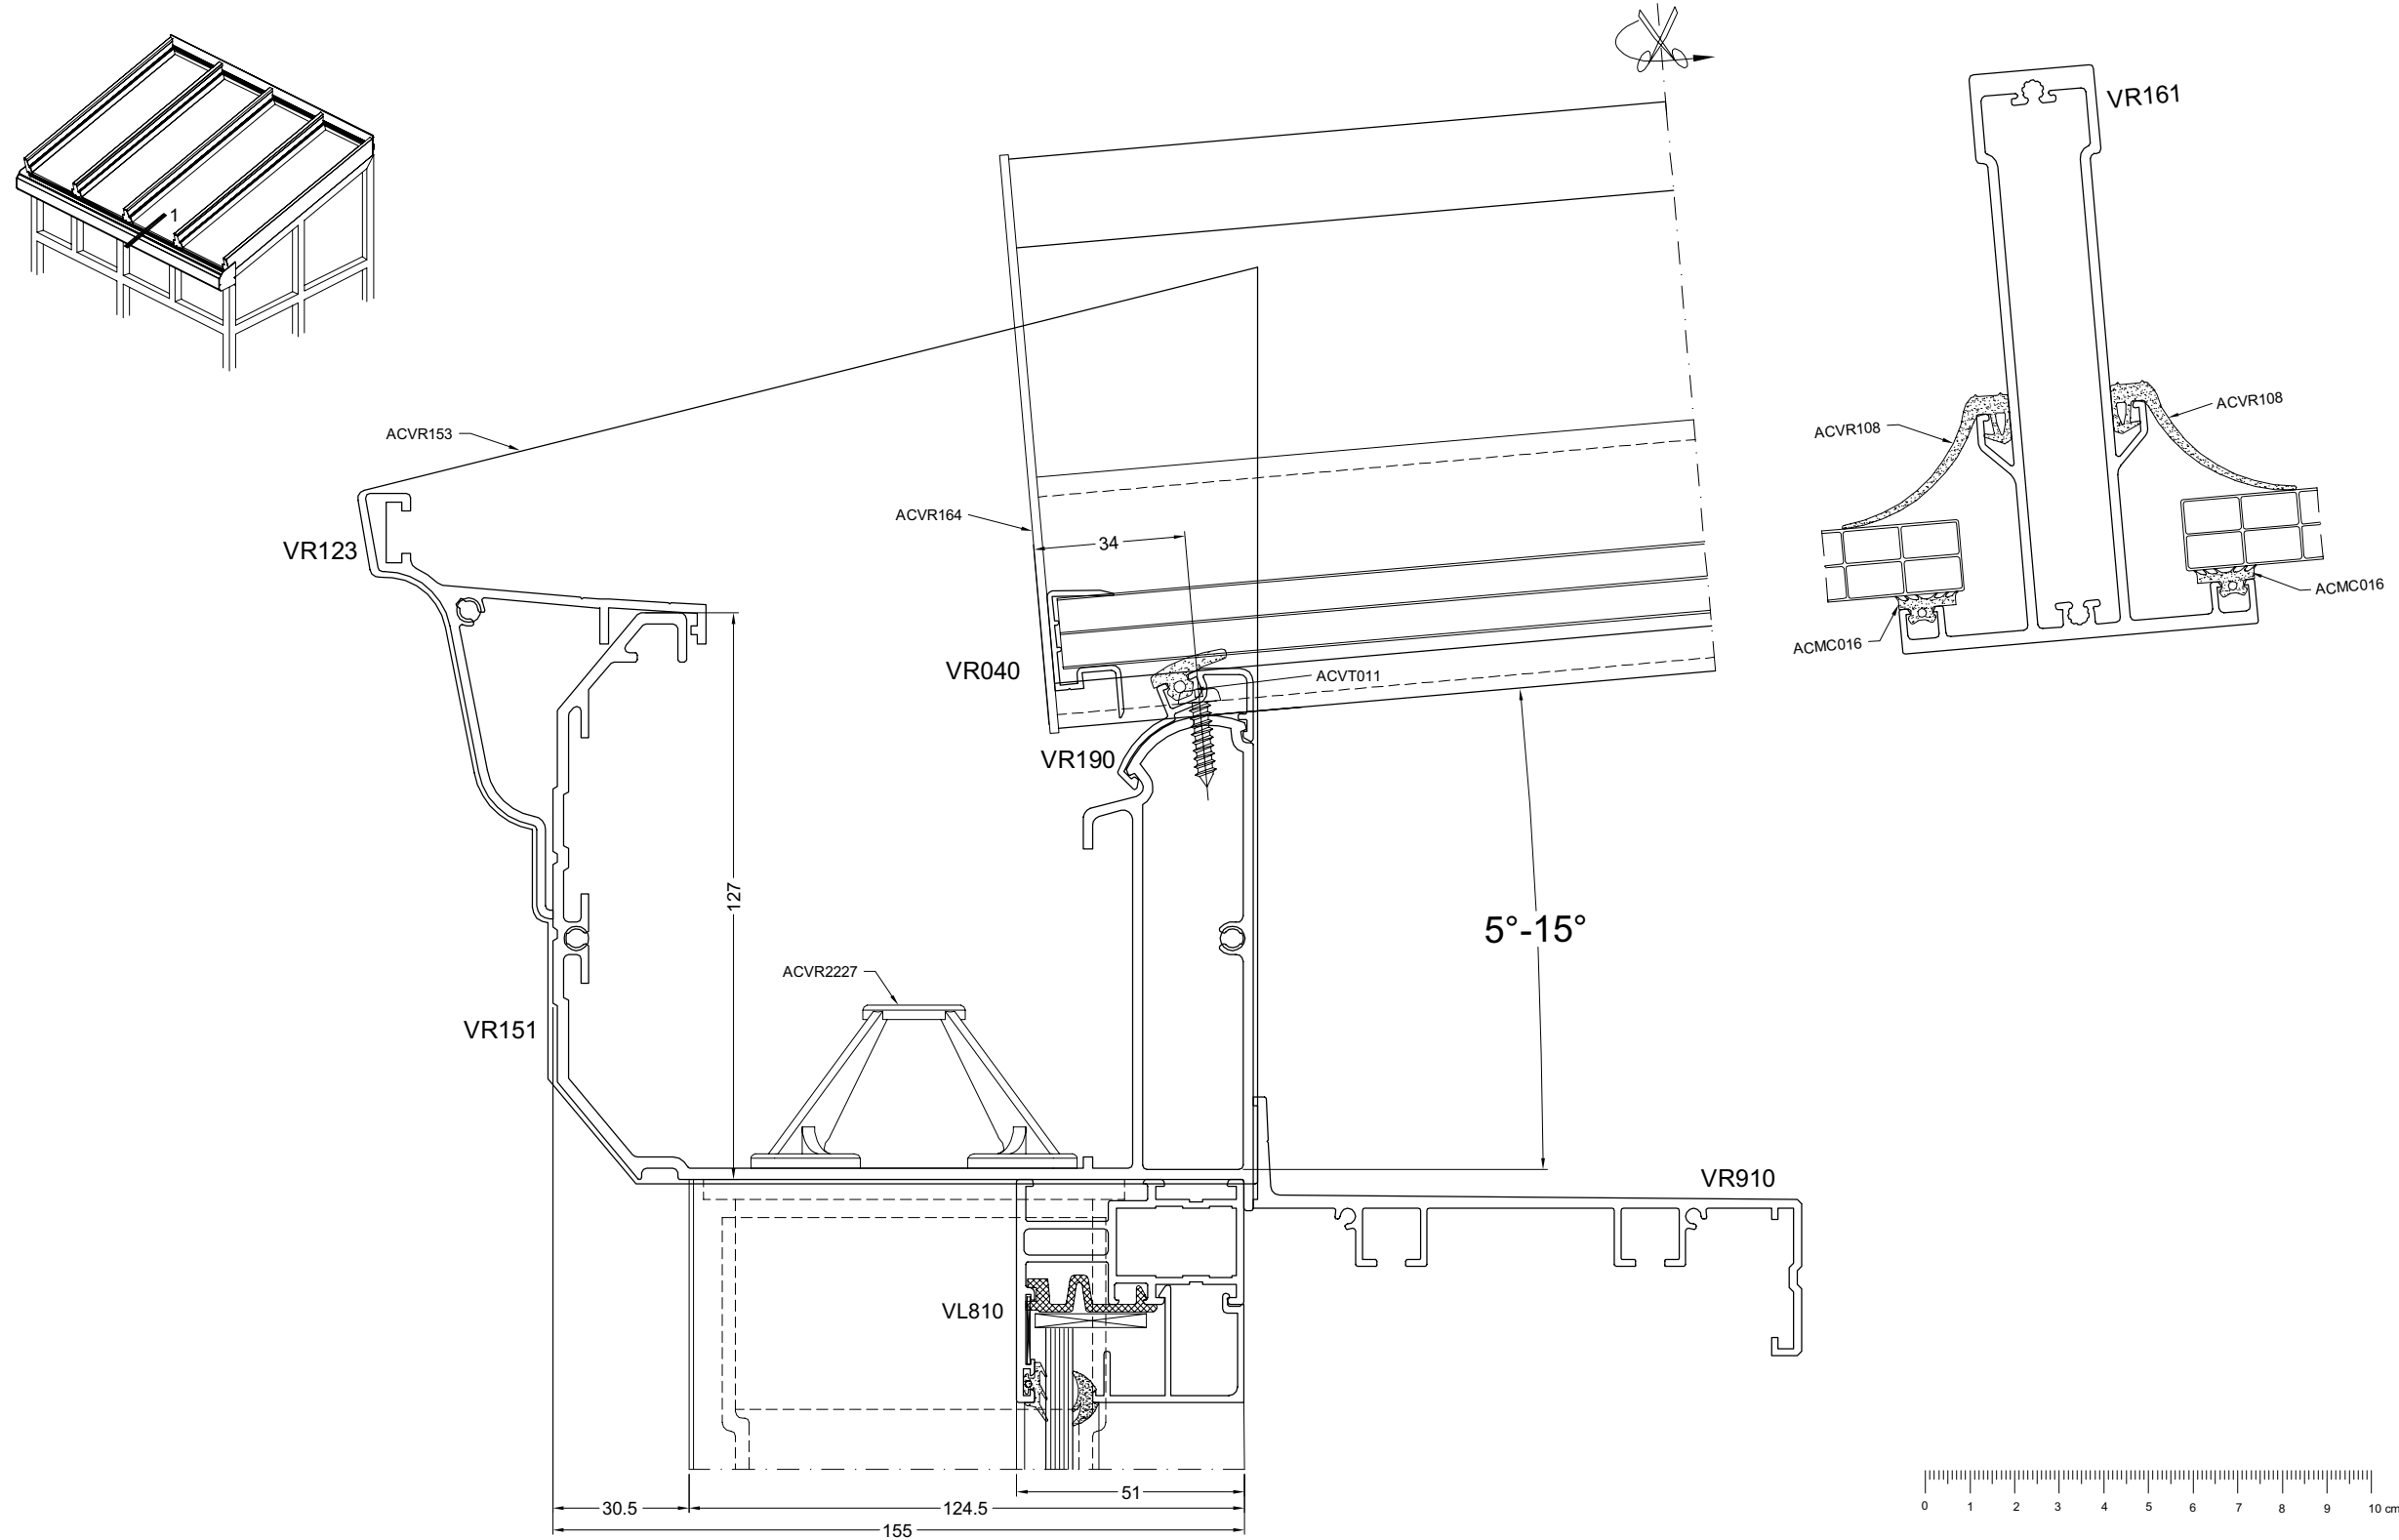 1
VR161
ACVR108
ACVR108
ACVR153
ACVR164
34
VR123
ACMC016
ACMC016
VR040
ACVT011
VR190
127
5°-15°
ACVR2227
VR151
VR910
VL810
51
30.5
124.5
155
0 1 2 3 4 5 6 7 8 9 10 cm